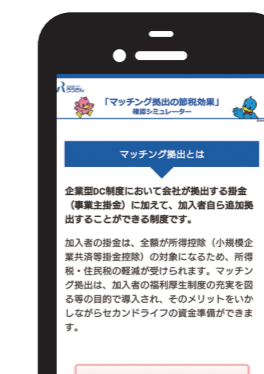 「マッチング拠出の節税効果」
確認シミュレーター
マッチング拠出とは
企業型DC制度において会社が拠出する掛金
（事業主掛金）に加えて、加入者自ら追加拠
出することができる制度です。
加入者の掛金は、全額が所得控除（小規模企
業共済等掛金控除）の対象になるため、所得
税・住民税の軽減が受けられます。マッチン
グ拠出は、加入者の福利厚生制度の充実を図
る等の目的で導入され、そのメリットをいか
しながらセカンドライフの資金準備ができま
す。